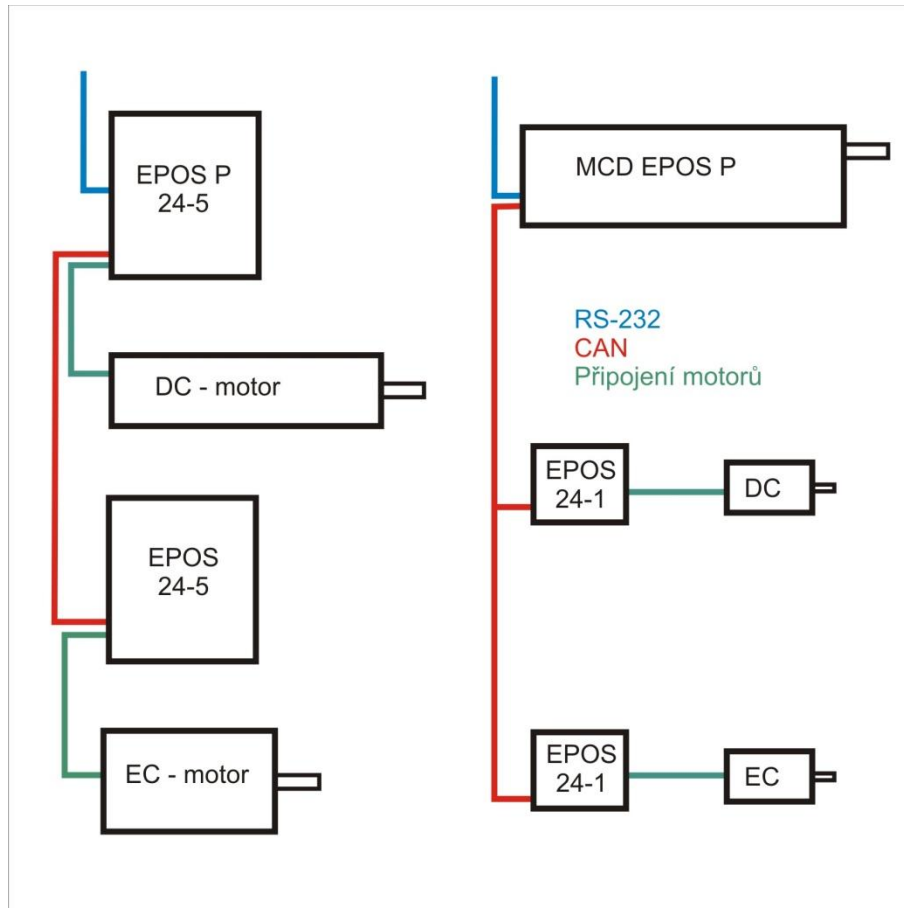 EPOS P
24-5
DC - motor
EPOS
24-5
EC - motor
MCD EPOS P
RS-232
CAN
Připojení motorů
EPOS
24-1
DC
EPOS
24-1
EC